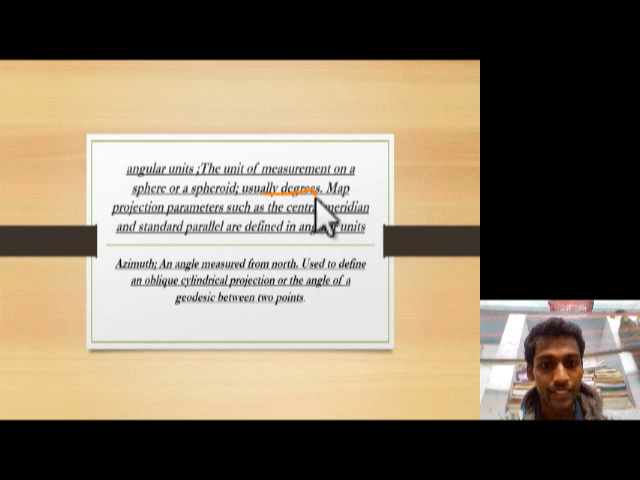 angular units ;The unit of measurement on a
sphere or a spheroid; usually degrees. Map
projection parameters such as the central meridian
and standard parallel are defined in angular units
Azimuth; An angle measured from north. Used to define
an oblique cylindrical projection or the angle of a
geodesic between two points.